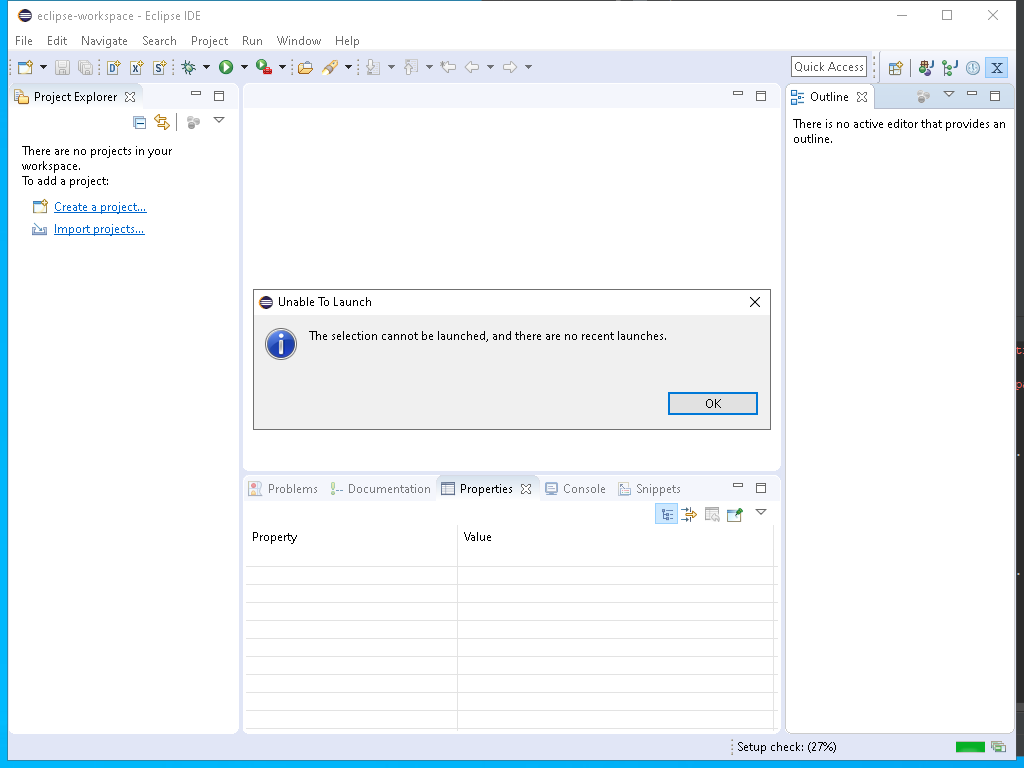 eclipse-workspace - Eclipse IDE
File Edit Navigate Search Project Run Window Help
Quick Access
Project Explorer
Outline
There are no projects in your
workspace.
To add a project:
Create a project...
Import projects...
There is no active editor that provides an
outline.
Unable To Launch
The selection cannot be launched, and there are no recent launches.
OK
Problems Documentation Properties Console Snippets
Property Value
Setup check: (27%)